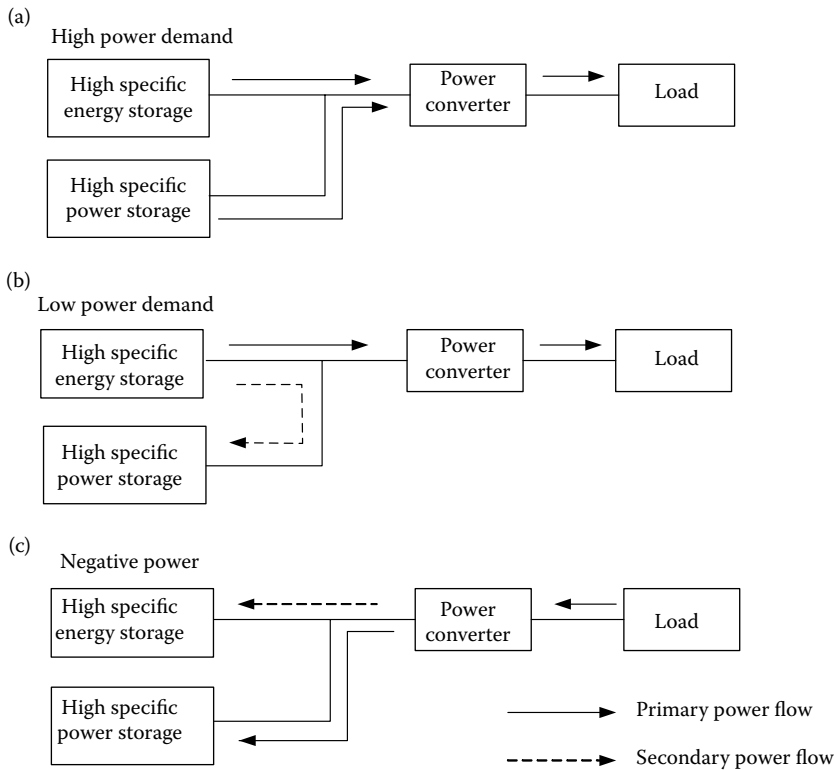 (a)
High power demand
High specific
energy storage
Power
converter
Load
High specific
power storage
(b)
Low power demand
High specific
energy storage
Power
converter
Load
High specific
power storage
(c)
Negative power
High specific
energy storage
Power
converter
Load
High specific
power storage
Primary power flow
Secondary power flow